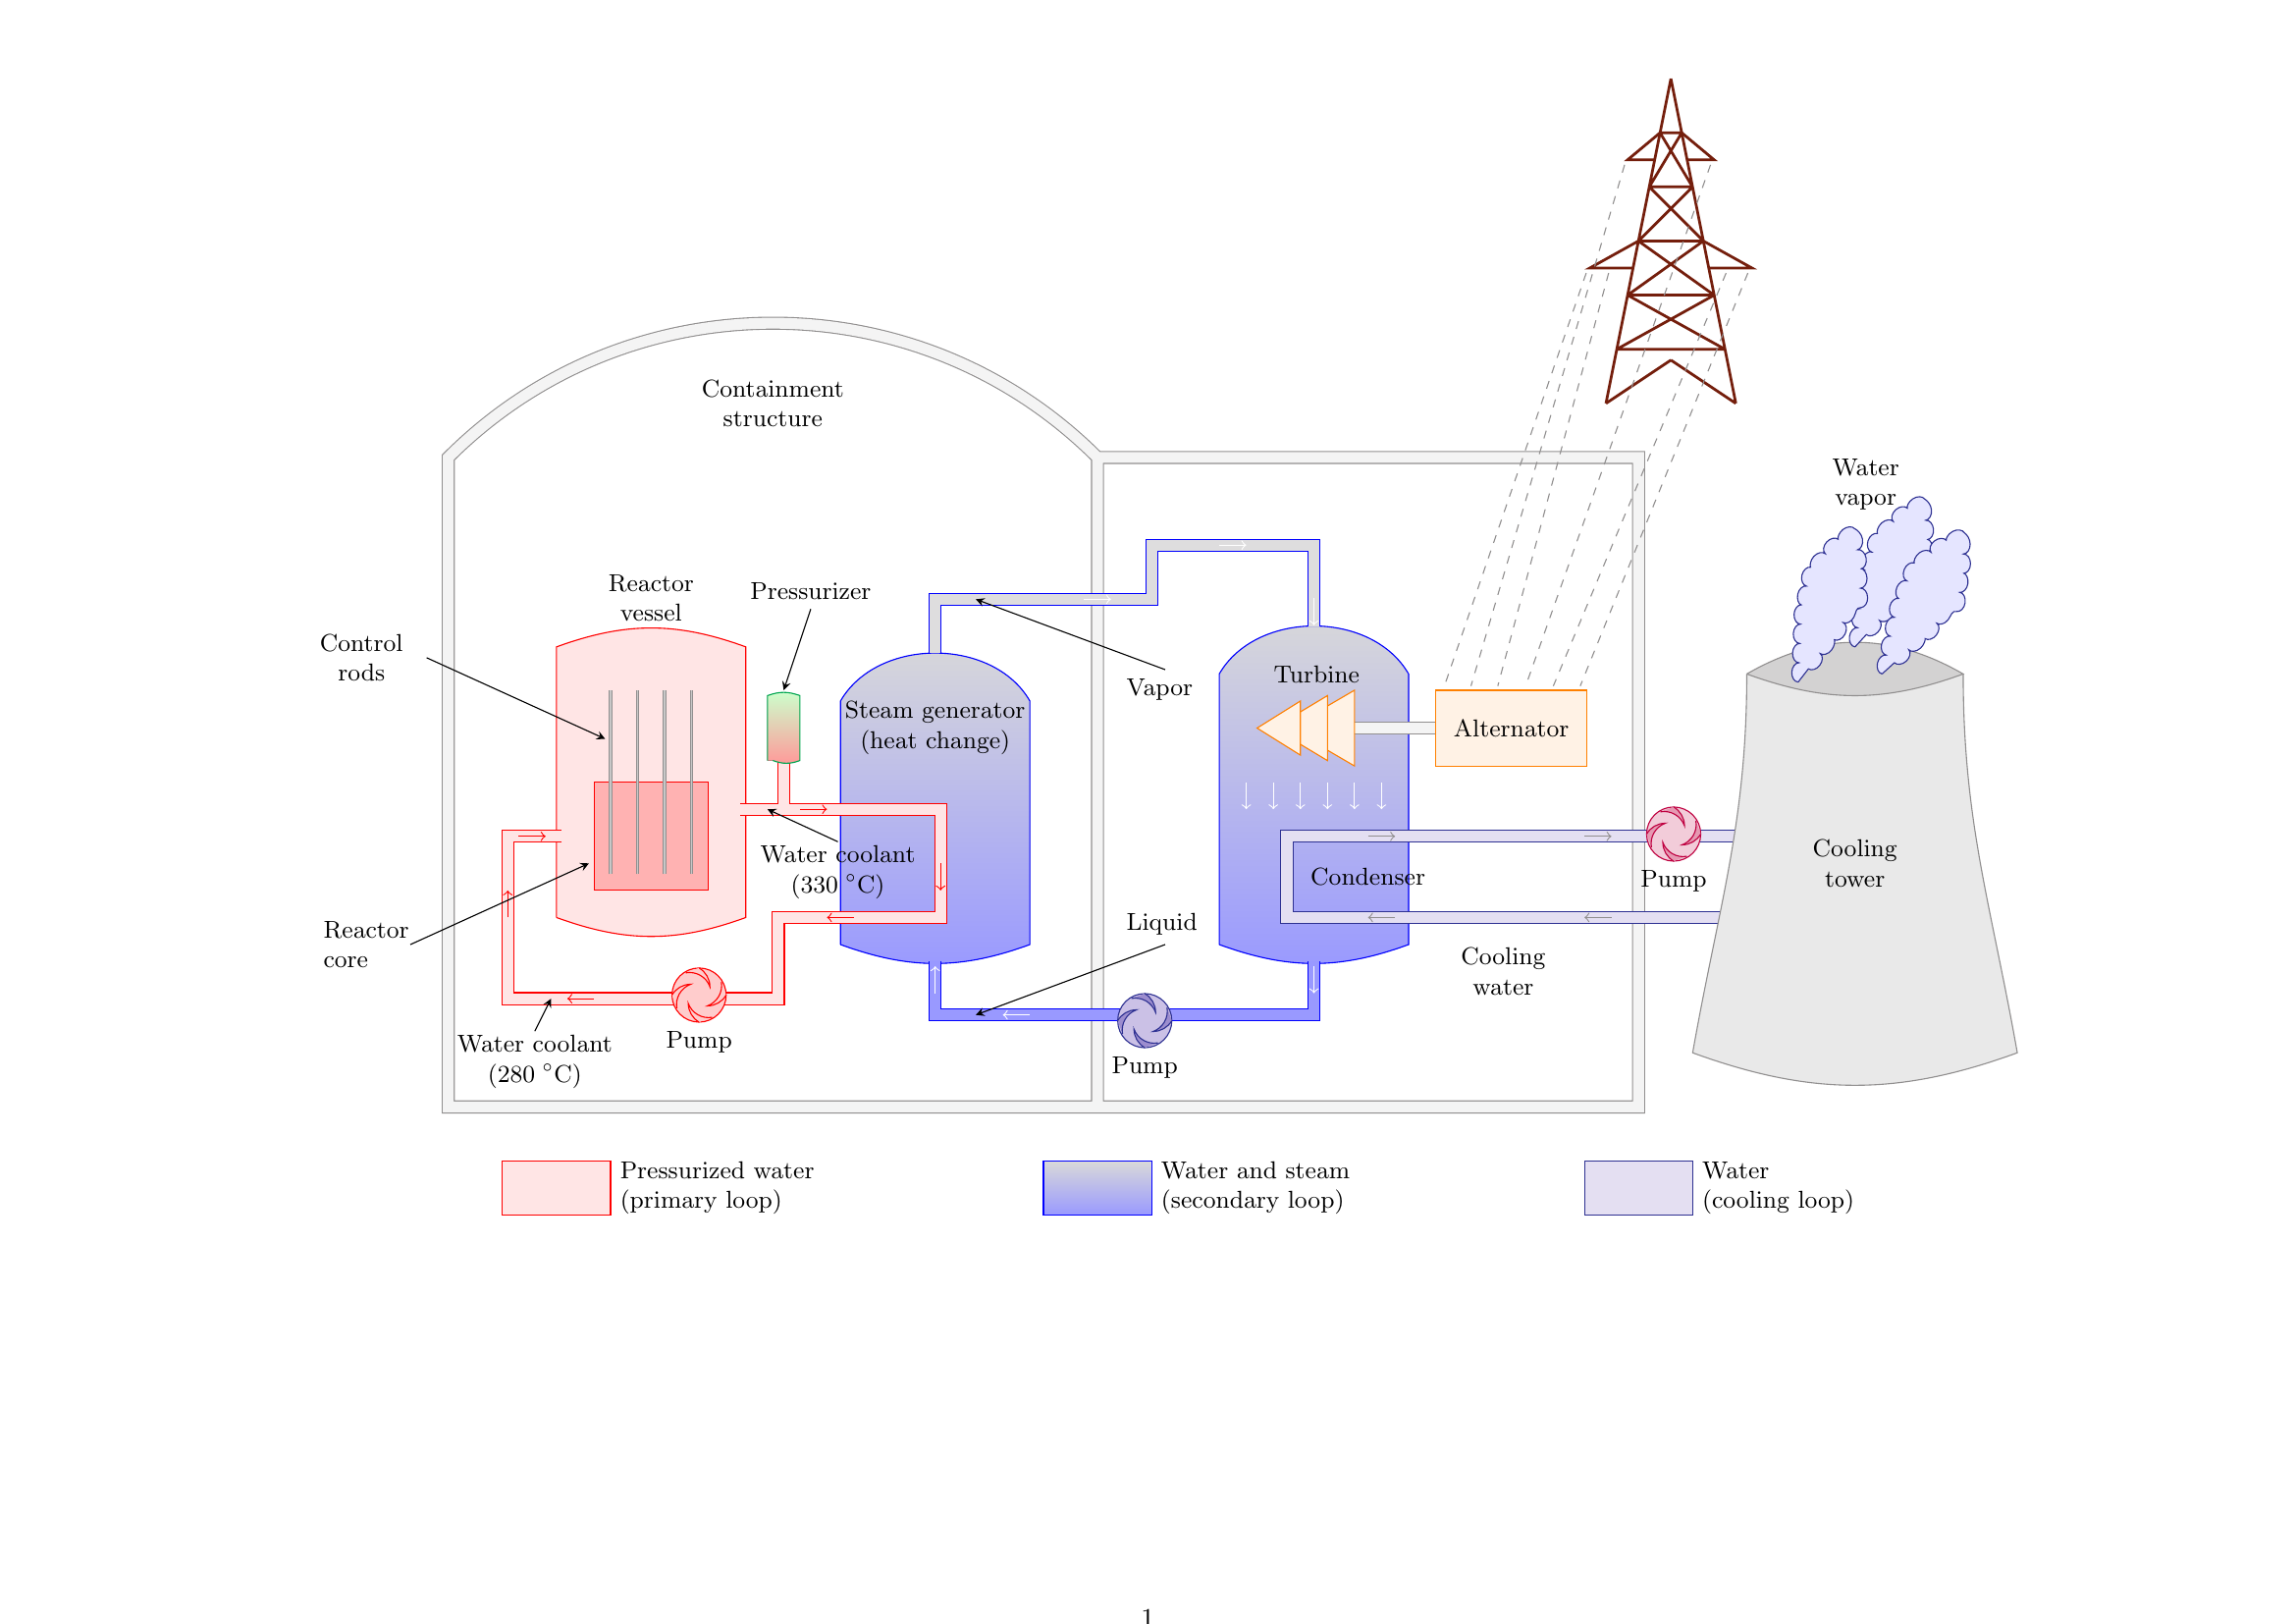 Containment
structure
Water
vapor
Reactor
vessel
Pressurizer
Control
rods
Vapor
Turbine
Steam generator
(heat change)
Alternator
Water coolant
(330 °C)
Condenser
Cooling
tower
Pump
Reactor
core
Liquid
Cooling
water
Water coolant
(280 °C)
Pump
Pump
Pressurized water
(primary loop)
Water and steam
(secondary loop)
Water
(cooling loop)
1